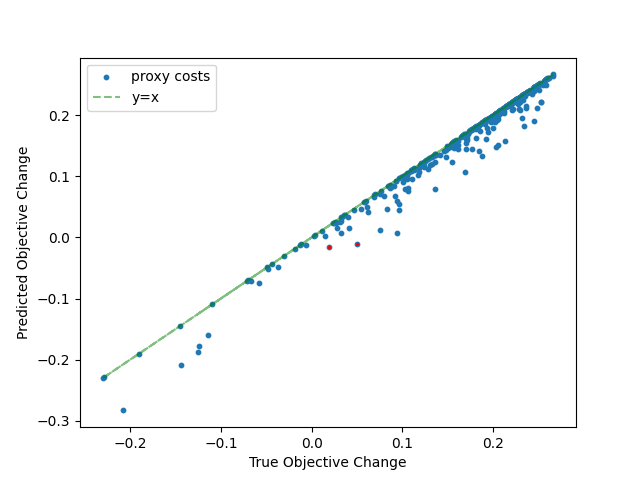 proxy costs
y=x
0.2
0.1
0.0
−0.1
−0.2
−0.3
Predicted Objective Change
−0.2
−0.1
0.0
0.1
0.2
True Objective Change